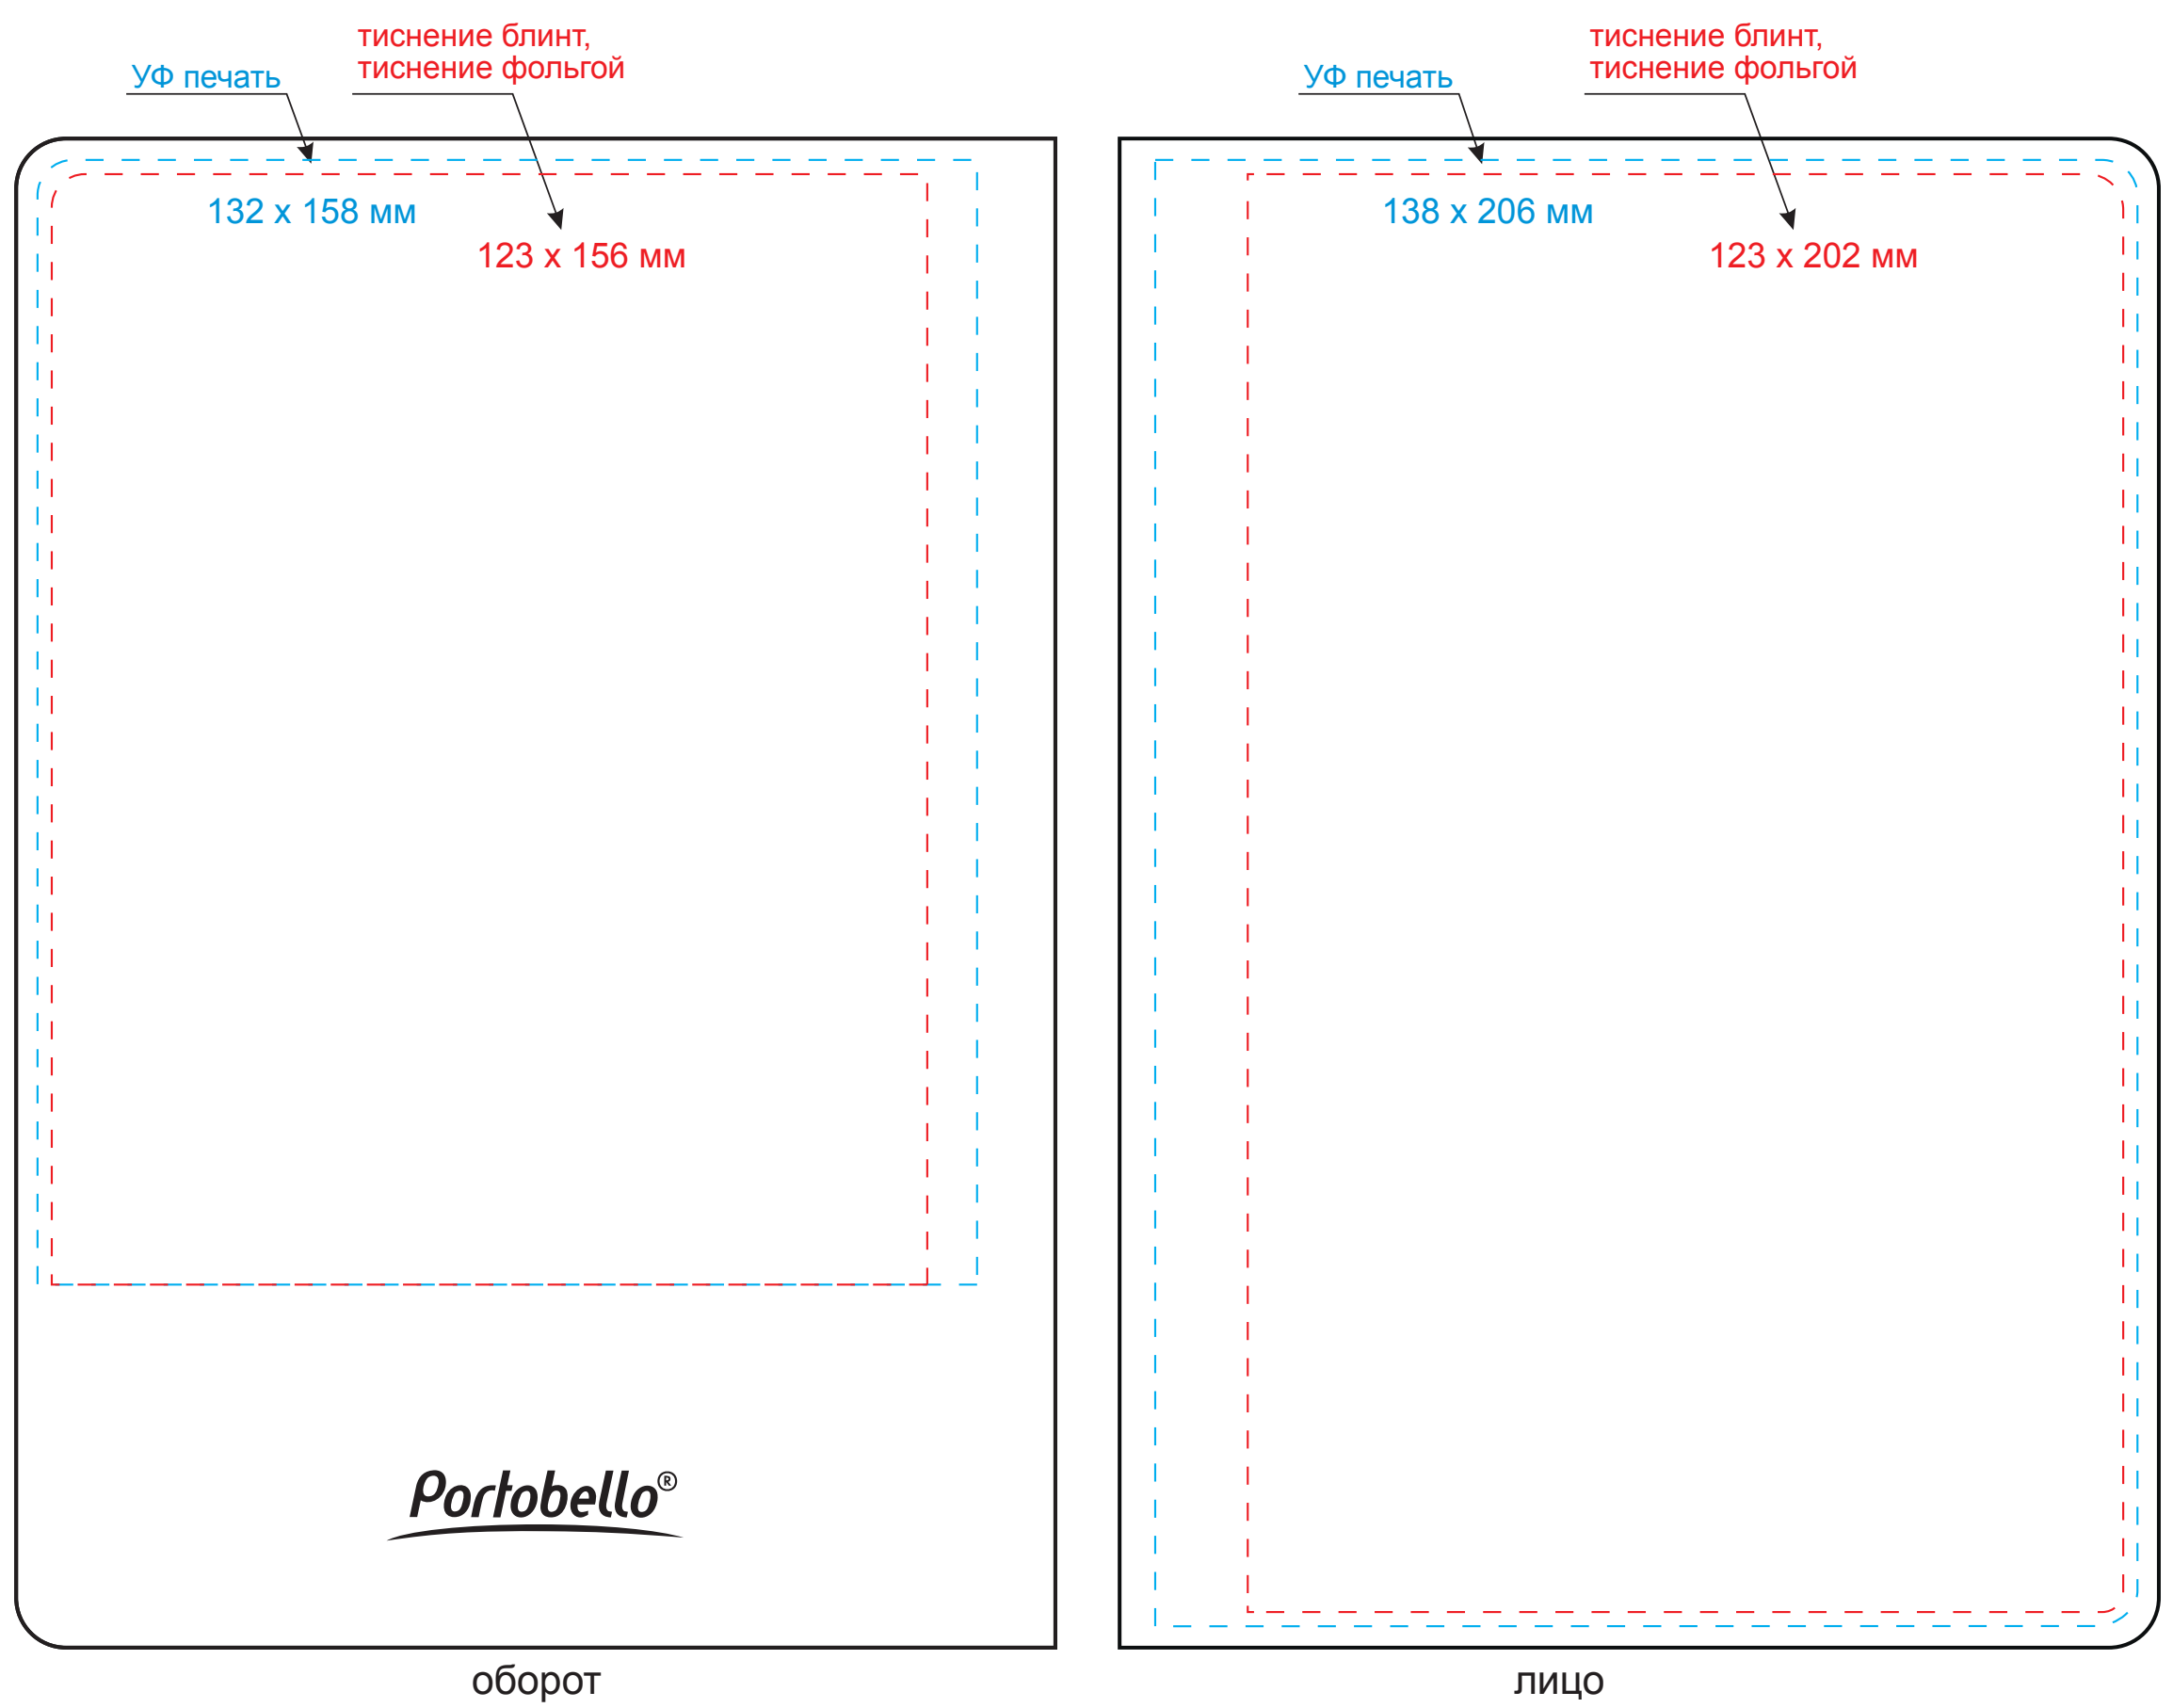 тиснение блинт,
тиснение фольгой
УФ печать
132 x 158 мм
123 x 156 мм
Portobello®
оборот
тиснение блинт,
тиснение фольгой
УФ печать
138 x 206 мм
123 x 202 мм
лицо